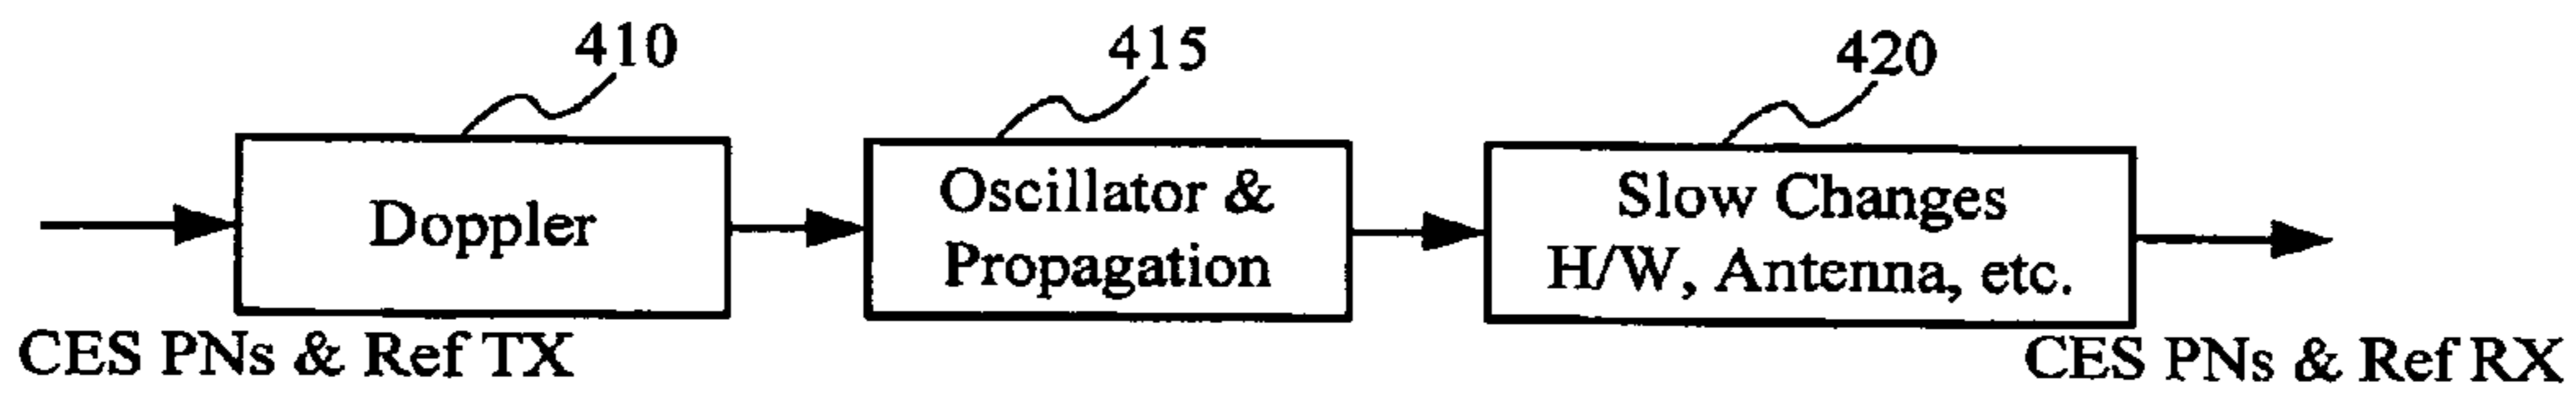 410
415
420
Doppler
Oscillator &
Propagation
Slow Changes
H/W, Antenna, etc.
CES PNs & Ref TX
CES PNs & Ref RX